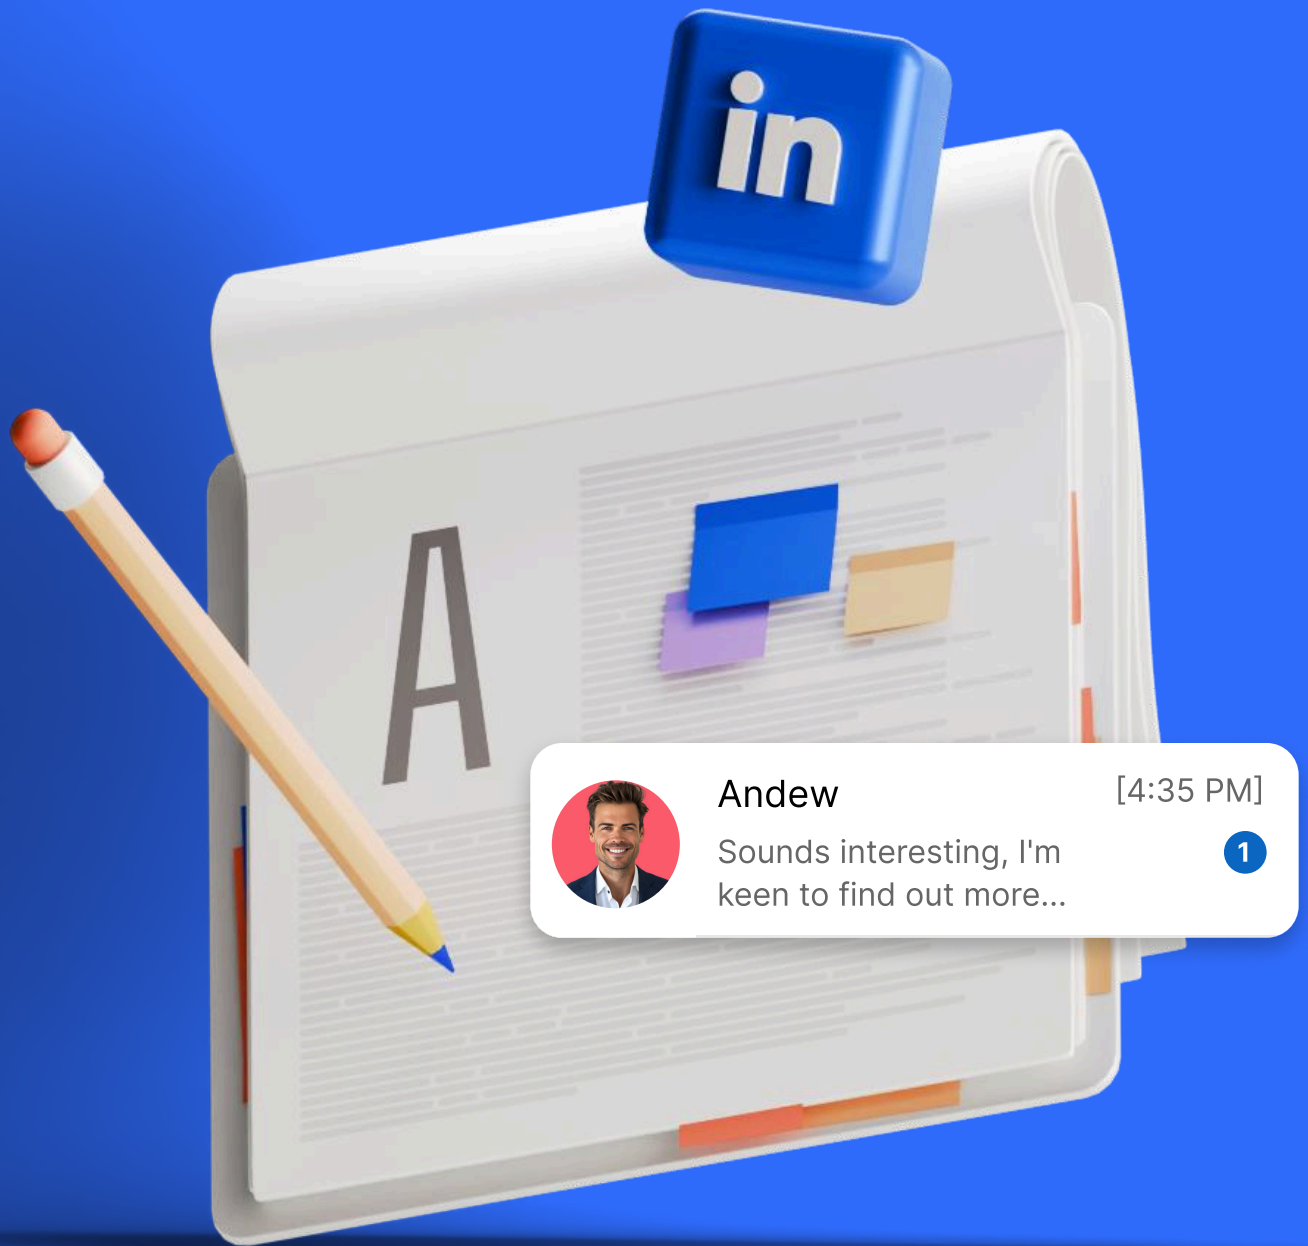 in
A
Andew
[4:35 PM]
Sounds interesting, I'm
1
keen to find out more...